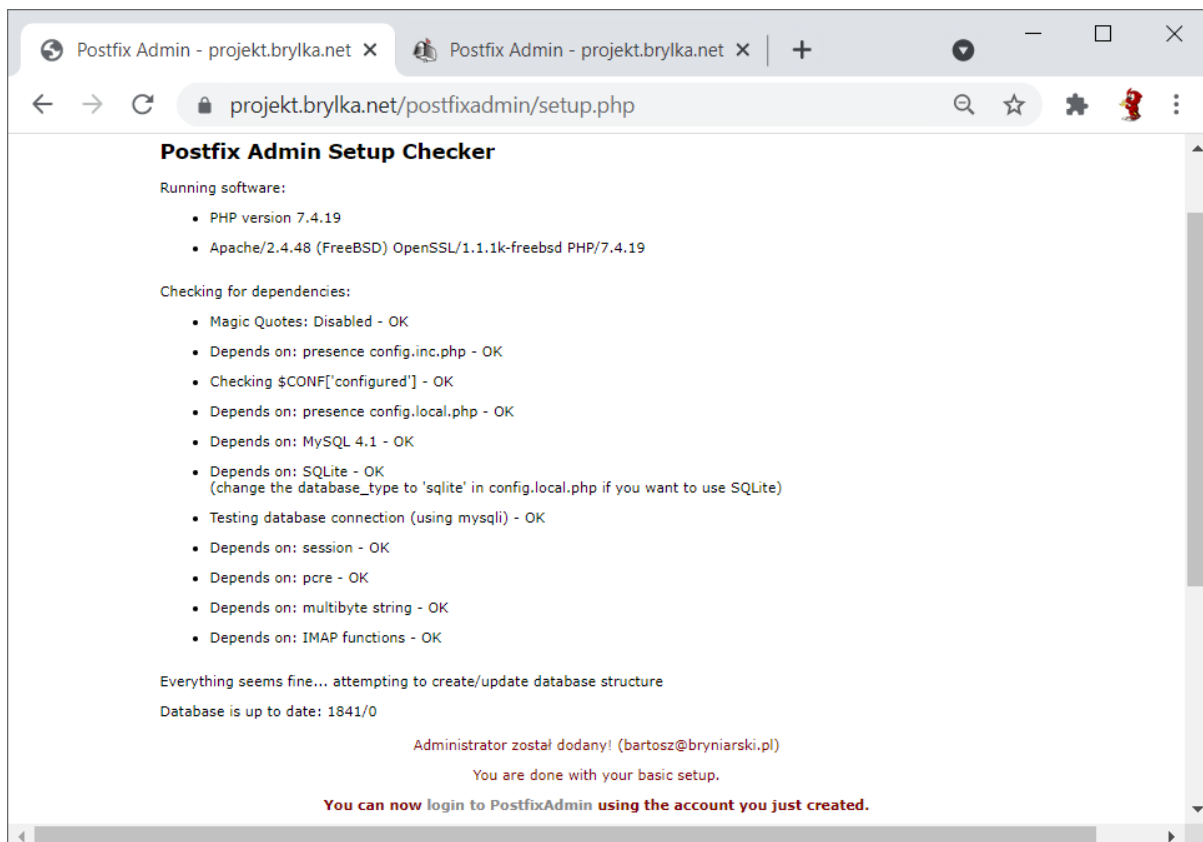 Postfix Admin - projekt.brylka.net
Postfix Admin - projekt.brylka.net
projekt.brylka.net/postfixadmin/setup.php
Postfix Admin Setup Checker
Running software:
• PHP version 7.4.19
• Apache/2.4.48 (FreeBSD) OpenSSL/1.1.1k-freebsd PHP/7.4.19
Checking for dependencies:
• Magic Quotes: Disabled - OK
• Depends on: presence config.inc.php - OK
• Checking $CONF['configured'] - OK
• Depends on: presence config.local.php - OK
• Depends on: MySQL 4.1 - OK
• Depends on: SQLite - OK
(change the database_type to 'sqlite' in config.local.php if you want to use SQLite)
• Testing database connection (using mysqli) - OK
• Depends on: session - OK
• Depends on: pcre - OK
• Depends on: multibyte string - OK
• Depends on: IMAP functions - OK
Everything seems fine... attempting to create/update database structure
Database is up to date: 1841/0
Administrator został dodany! (bartosz@bryniarski.pl)
You are done with your basic setup.
You can now login to PostfixAdmin using the account you just created.